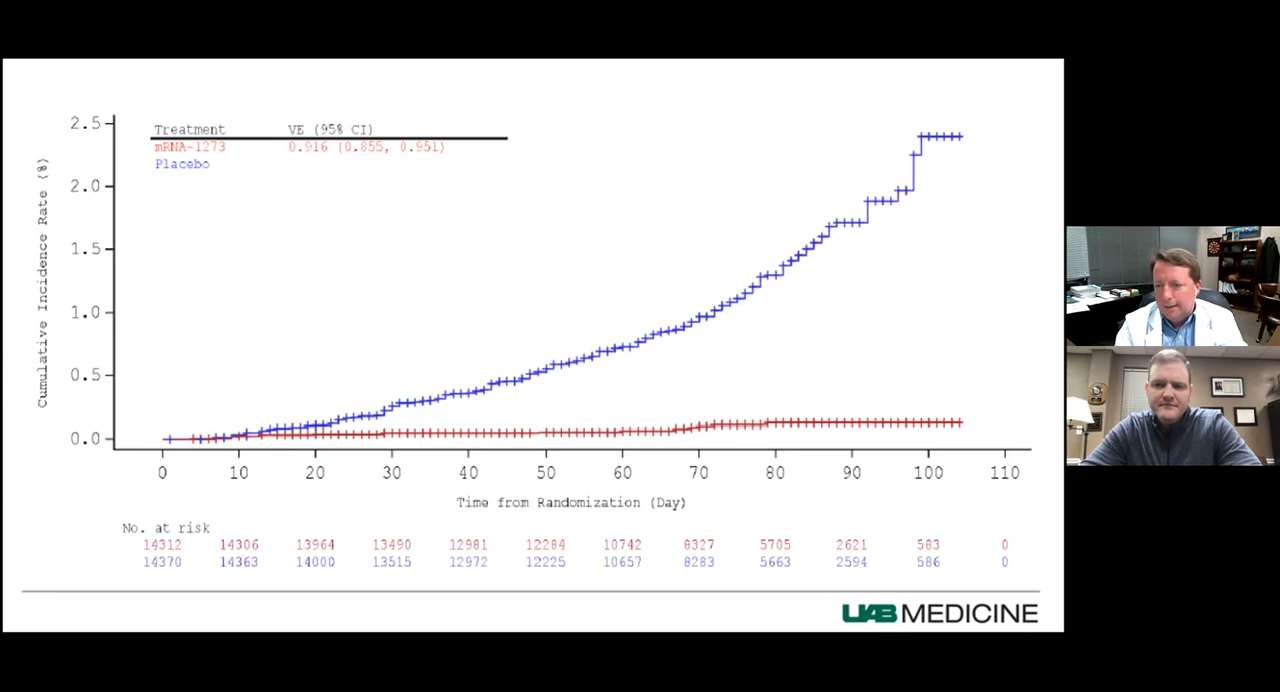 Treatment VE (95% CI)
mRNA-1273 0.916 (0.855, 0.951)
Placebo
Cumulative Incidence Rate (%)
2.5
2.0
1.5
1.0
0.5
0.0
0 10 20 30 40 50 60 70 80 90 100 110
Time from Randomization (Day)
No. at risk
14312 14306 13964 13490 12981 12284 10742 8327 5705 2621 583 0
14370 14363 14000 13515 12972 12225 10657 8283 5663 2594 586 0
UAB MEDICINE